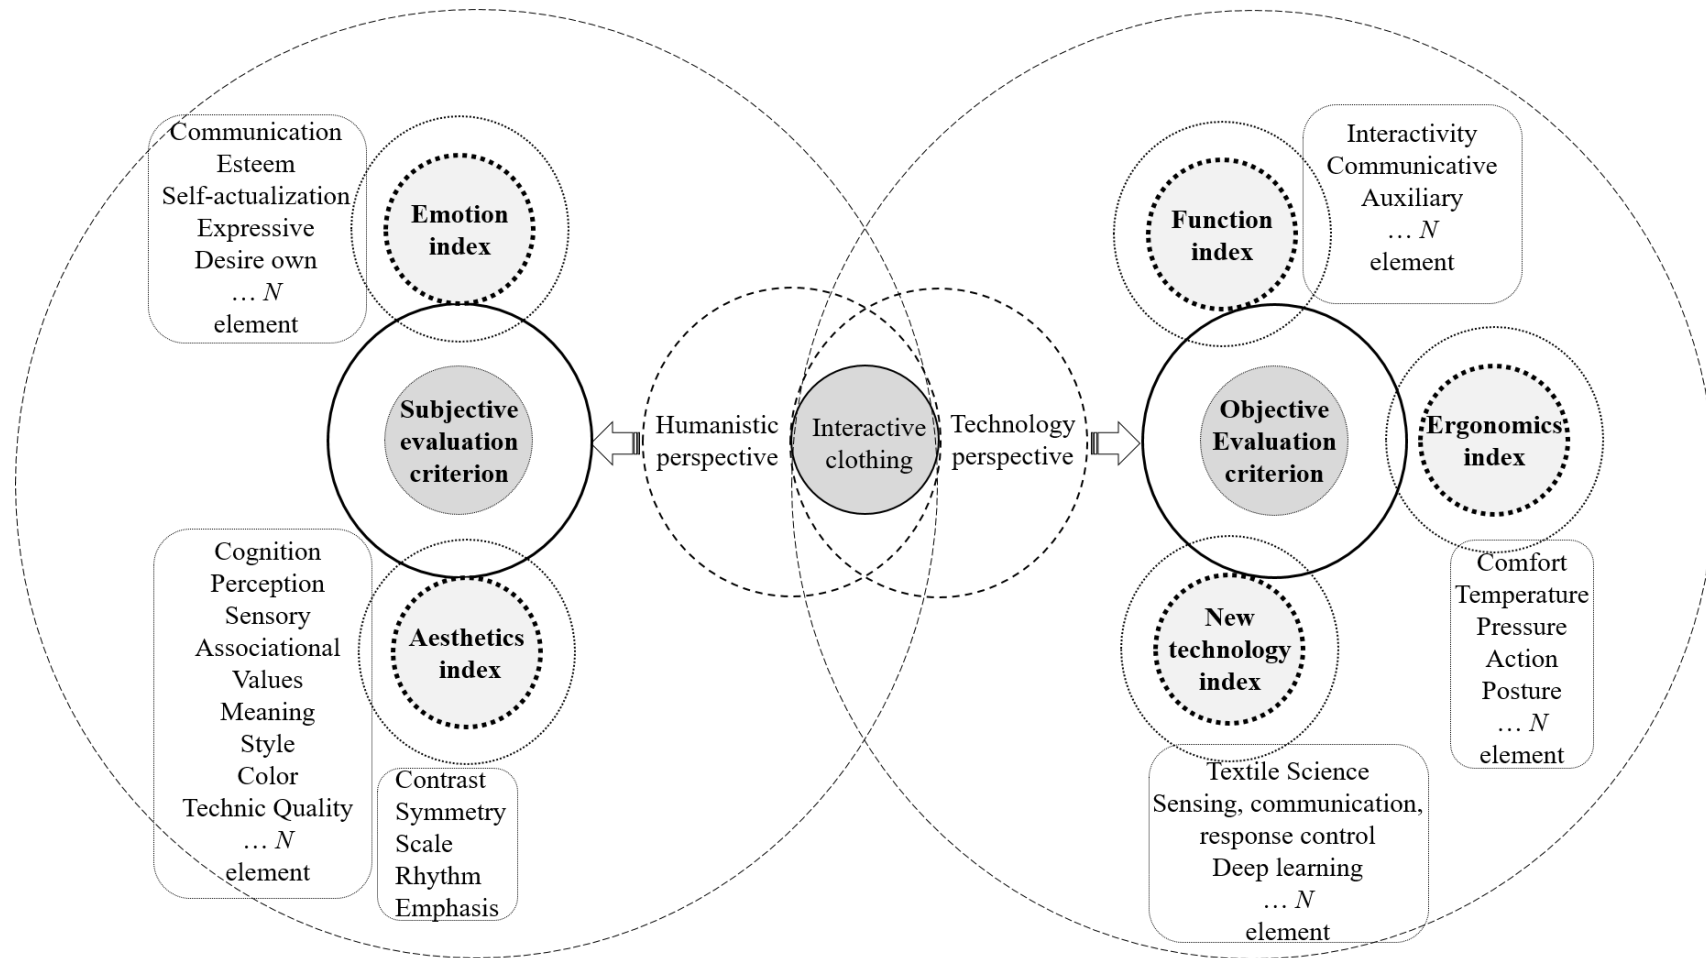 Communication
Esteem
Self-actualization
Expressive
Desire own
… N
element
Emotion
index
Subjective
evaluation
criterion
Cognition
Perception
Sensory
Associational
Values
Meaning
Style
Color
Technic Quality
… N
element
Aesthetics
index
Contrast
Symmetry
Scale
Rhythm
Emphasis
Humanistic
perspective
Interactive
clothing
Technology
perspective
Function
index
Interactivity
Communicative
Auxiliary
… N
element
Objective
Evaluation
criterion
Ergonomics
index
Comfort
Temperature
Pressure
Action
Posture
… N
element
New
technology
index
Textile Science
Sensing, communication,
response control
Deep learning
… N
element